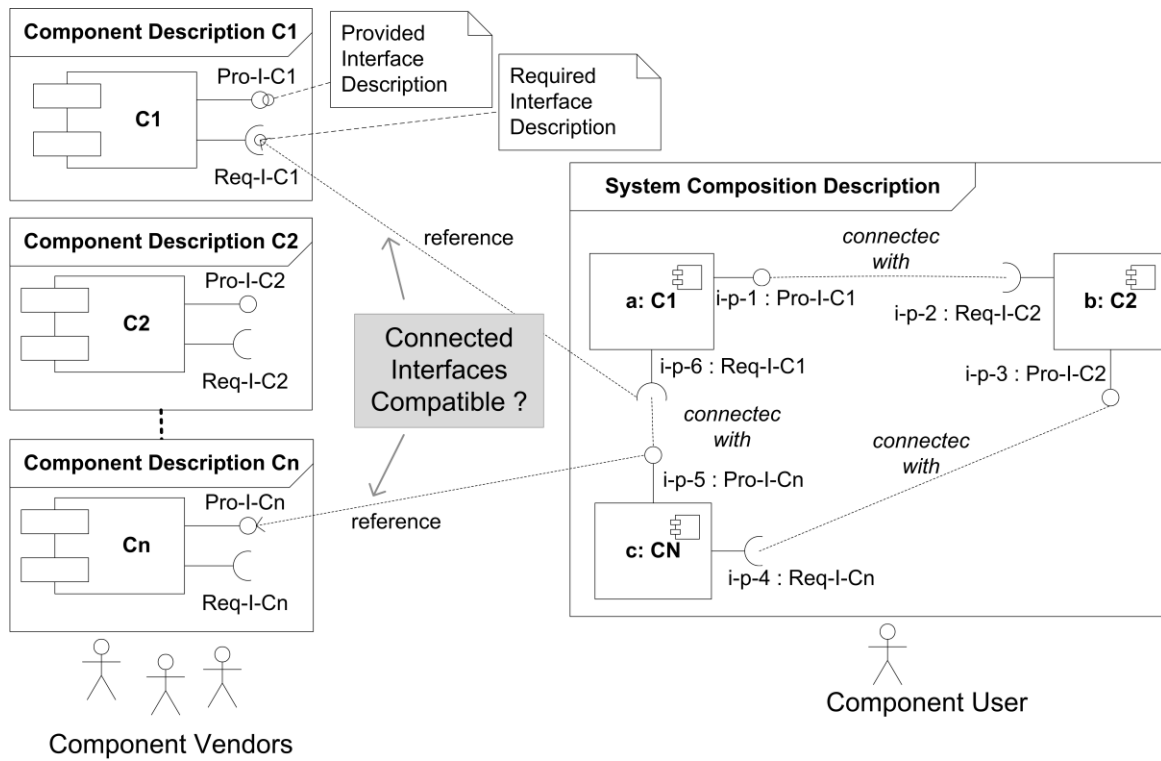 Component Description C1
Pro-I-C1
C1
Req-I-C1
Provided
Interface
Description
Required
Interface
Description
Component Description C2
Pro-I-C2
C2
Req-I-C2
Component Description Cn
Pro-I-Cn
Cn
Req-I-Cn
Component Vendors
reference
Connected
Interfaces
Compatible ?
reference
System Composition Description
connectec
with
a: C1
i-p-1 : Pro-I-C1
i-p-2 : Req-I-C2
b: C2
i-p-6 : Req-I-C1
i-p-3 : Pro-I-C2
connectec
with
connectec
with
i-p-5 : Pro-I-Cn
c: CN
i-p-4 : Req-I-Cn
Component User